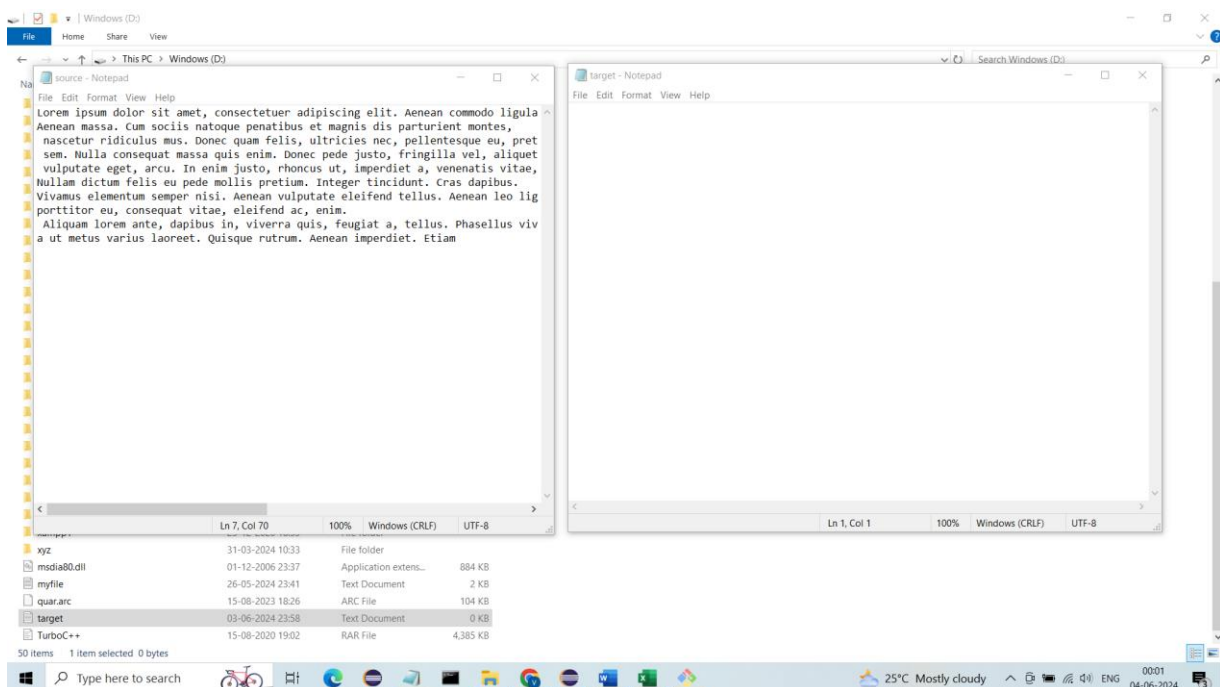 Windows (D:)
File Home Share View
This PC > Windows (D:)
Search Windows (D:)
Na
source - Notepad
File Edit Format View Help
Lorem ipsum dolor sit amet, consectetuer adipiscing elit. Aenean commodo ligula
Aenean massa. Cum sociis natoque penatibus et magnis dis parturient montes,
nascetur ridiculus mus. Donec quam felis, ultricies nec, pellentesque eu, pret
sem. Nulla consequat massa quis enim. Donec pede justo, fringilla vel, aliquet
vulputate eget, arcu. In enim justo, rhoncus ut, imperdiet a, venenatis vitae,
Nullam dictum felis eu pede mollis pretium. Integer tincidunt. Cras dapibus.
Vivamus elementum semper nisi. Aenean vulputate eleifend tellus. Aenean leo lig
porttitor eu, consequat vitae, eleifend ac, enim.
Aliquam lorem ante, dapibus in, viverra quis, feugiat a, tellus. Phasellus viv
a ut metus varius laoreet. Quisque rutrum. Aenean imperdiet. Etiam
Ln 7, Col 70 100% Windows (CRLF) UTF-8
target - Notepad
File Edit Format View Help
Ln 1, Col 1 100% Windows (CRLF) UTF-8
xyz 31-03-2024 10:33 File folder
msdia80.dll 01-12-2006 23:37 Application extens... 884 KB
myfile 26-05-2024 23:41 Text Document 2 KB
quar.arc 15-08-2023 18:26 ARC File 104 KB
target 03-06-2024 23:58 Text Document 0 KB
TurboC++ 15-08-2020 19:02 RAR File 4,385 KB
50 items 1 item selected 0 bytes
Type here to search
25°C Mostly cloudy ENG 00:01
04-06-2024